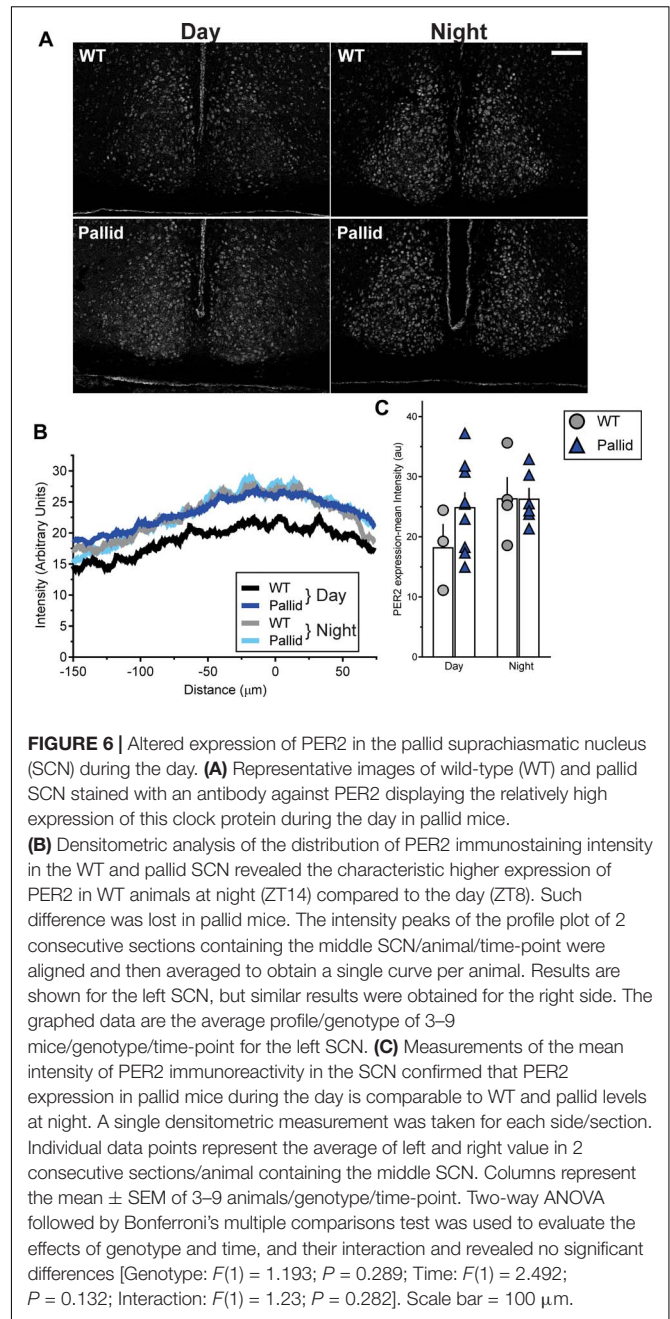 Day Night
A
WT WT
Pallid Pallid
B
Intensity (Arbitrary Units)
30
25
20
15
10
5
0
-150 -100 -50 0 50
Distance (μm)
WT
Pallid } Day
WT
Pallid } Night
C
PER2 expression-mean Intensity (au)
40
30
20
10
0
Day Night
WT
Pallid
FIGURE 6 | Altered expression of PER2 in the pallid suprachiasmatic nucleus
(SCN) during the day. (A) Representative images of wild-type (WT) and pallid
SCN stained with an antibody against PER2 displaying the relatively high
expression of this clock protein during the day in pallid mice.
(B) Densitometric analysis of the distribution of PER2 immunostaining intensity
in the WT and pallid SCN revealed the characteristic higher expression of
PER2 in WT animals at night (ZT14) compared to the day (ZT8). Such
difference was lost in pallid mice. The intensity peaks of the profile plot of 2
consecutive sections containing the middle SCN/animal/time-point were
aligned and then averaged to obtain a single curve per animal. Results are
shown for the left SCN, but similar results were obtained for the right side. The
graphed data are the average profile/genotype of 3–9
mice/genotype/time-point for the left SCN. (C) Measurements of the mean
intensity of PER2 immunoreactivity in the SCN confirmed that PER2
expression in pallid mice during the day is comparable to WT and pallid levels
at night. A single densitometric measurement was taken for each side/section.
Individual data points represent the average of left and right value in 2
consecutive sections/animal containing the middle SCN. Columns represent
the mean ± SEM of 3–9 animals/genotype/time-point. Two-way ANOVA
followed by Bonferroni's multiple comparisons test was used to evaluate the
effects of genotype and time, and their interaction and revealed no significant
differences [Genotype: F(1) = 1.193; P = 0.289; Time: F(1) = 2.492;
P = 0.132; Interaction: F(1) = 1.23; P = 0.282]. Scale bar = 100 μm.